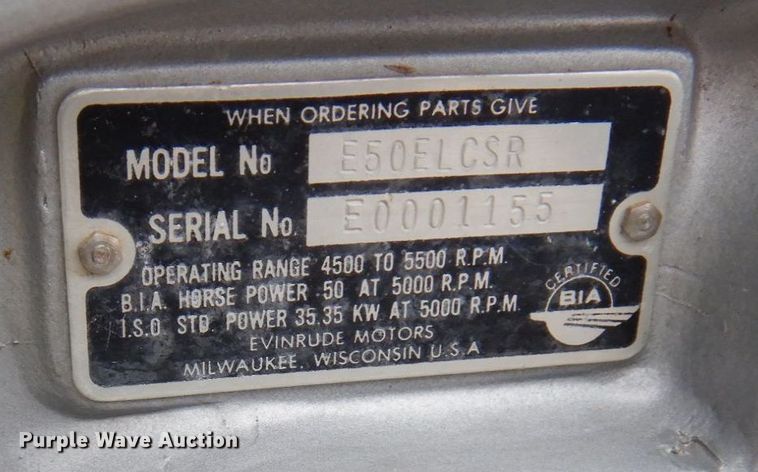 WHEN ORDERING PARTS GIVE
MODEL No E50ELCSR
SERIAL No. E0001155
OPERATING RANGE 4500 TO 5500 R.P.M.
B.I.A. HORSE POWER 50 AT 5000 R.P.M.
I.S.O STD. POWER 35.35 KW AT 5000 R.P.M.
EVINRUDE MOTORS
MILWAUKEE, WISCONSIN U.S.A
CERTIFIED
BIA
Purple Wave Auction